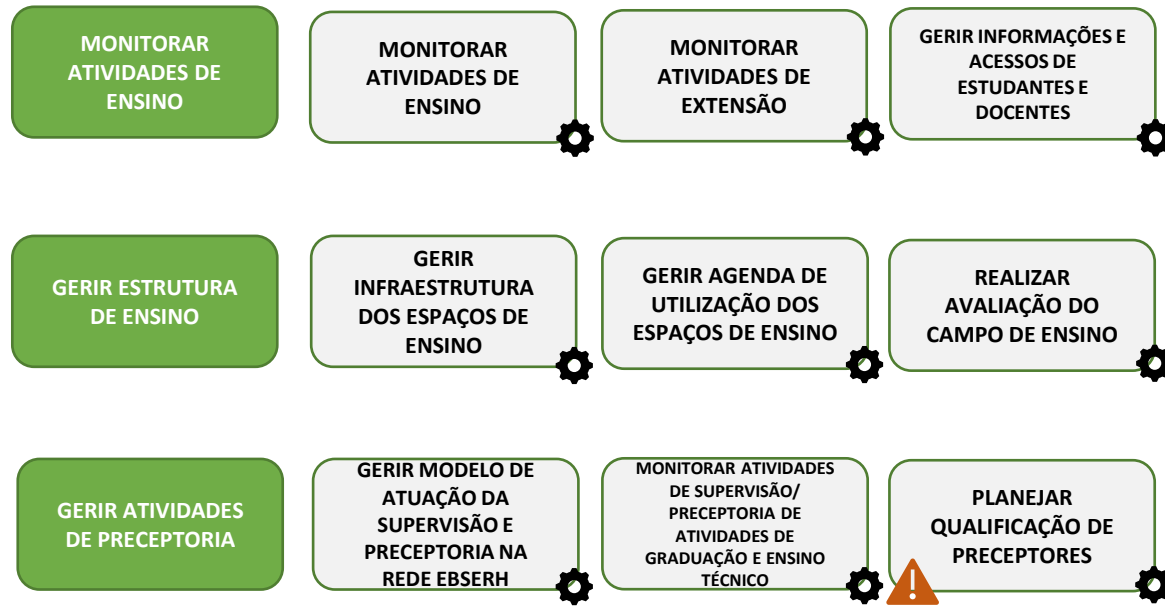 MONITORAR
ATIVIDADES DE
ENSINO
MONITORAR
ATIVIDADES DE
ENSINO
MONITORAR
ATIVIDADES DE
EXTENSÃO
GERIR INFORMAÇÕES E
ACESSOS DE
ESTUDANTES E
DOCENTES
GERIR ESTRUTURA
DE ENSINO
GERIR
INFRAESTRUTURA
DOS ESPAÇOS DE
ENSINO
GERIR AGENDA DE
UTILIZAÇÃO DOS
ESPAÇOS DE ENSINO
REALIZAR
AVALIAÇÃO DO
CAMPO DE ENSINO
GERIR ATIVIDADES
DE PRECEPTORIA
GERIR MODELO DE
ATUAÇÃO DA
SUPERVISÃO E
PRECEPTORIA NA
REDE EBSERH
MONITORAR ATIVIDADES
DE SUPERVISÃO/
PRECEPTORIA DE
ATIVIDADES DE
GRADUAÇÃO E ENSINO
TÉCNICO
PLANEJAR
QUALIFICAÇÃO DE
PRECEPTORES